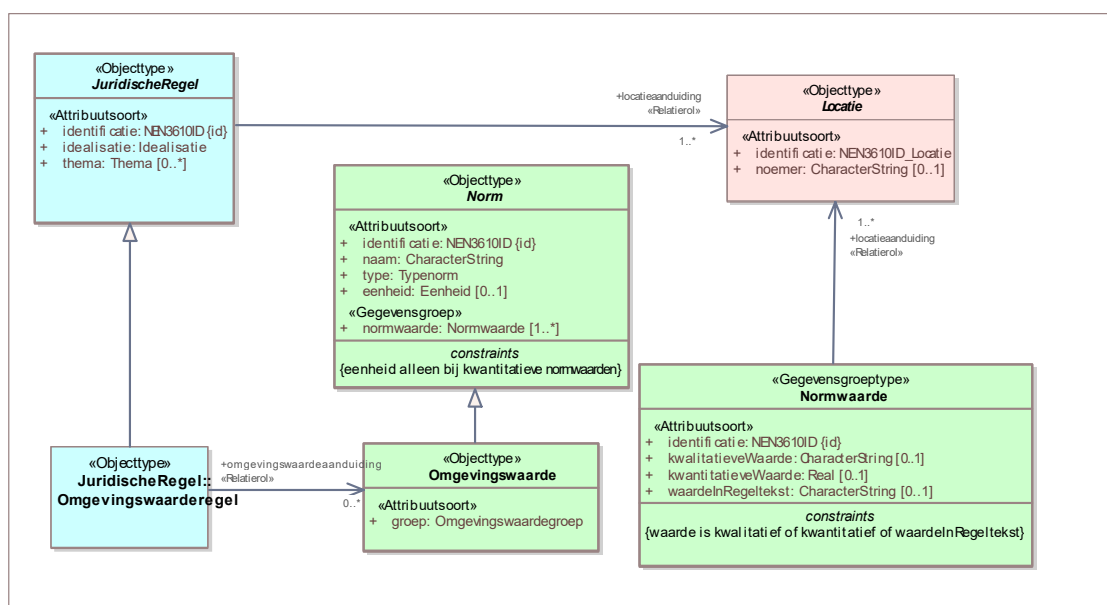 «Objecttype»
JuridischeRegel
«Attribuutsoort»
+ identificatie: NEN3610ID {id}
+ idealisatie: Idealisatie
+ thema: Thema [0..*]
+locatieaanduiding
«Relatierol»
1..*
«Objecttype»
Locatie
«Attribuutsoort»
+ identificatie: NEN3610ID_Locatie
+ noemer: CharacterString [0..1]
«Objecttype»
Norm
«Attribuutsoort»
+ identificatie: NEN3610ID {id}
+ naam: CharacterString
+ type: Typenorm
+ eenheid: Eenheid [0..1]
«Gegevensgroep»
+ normwaarde: Normwaarde [1..*]
constraints
{eenheid alleen bij kwantitatieve normwaarden}
1..*
+locatieaanduiding
«Relatierol»
«Gegevensgroeptype»
Normwaarde
«Attribuutsoort»
+ identificatie: NEN3610ID {id}
+ kwalitatieveWaarde: CharacterString [0..1]
+ kwantitatieveWaarde: Real [0..1]
+ waardeInRegeltekst: CharacterString [0..1]
constraints
{waarde is kwalitatief of kwantitatief of waardeInRegeltekst}
«Objecttype»
JuridischeRegel::
Omgevingswaarderegel
+omgevingswaardeaanduiding
«Relatierol»
0..*
«Objecttype»
Omgevingswaarde
«Attribuutsoort»
+ groep: Omgevingswaardegroep